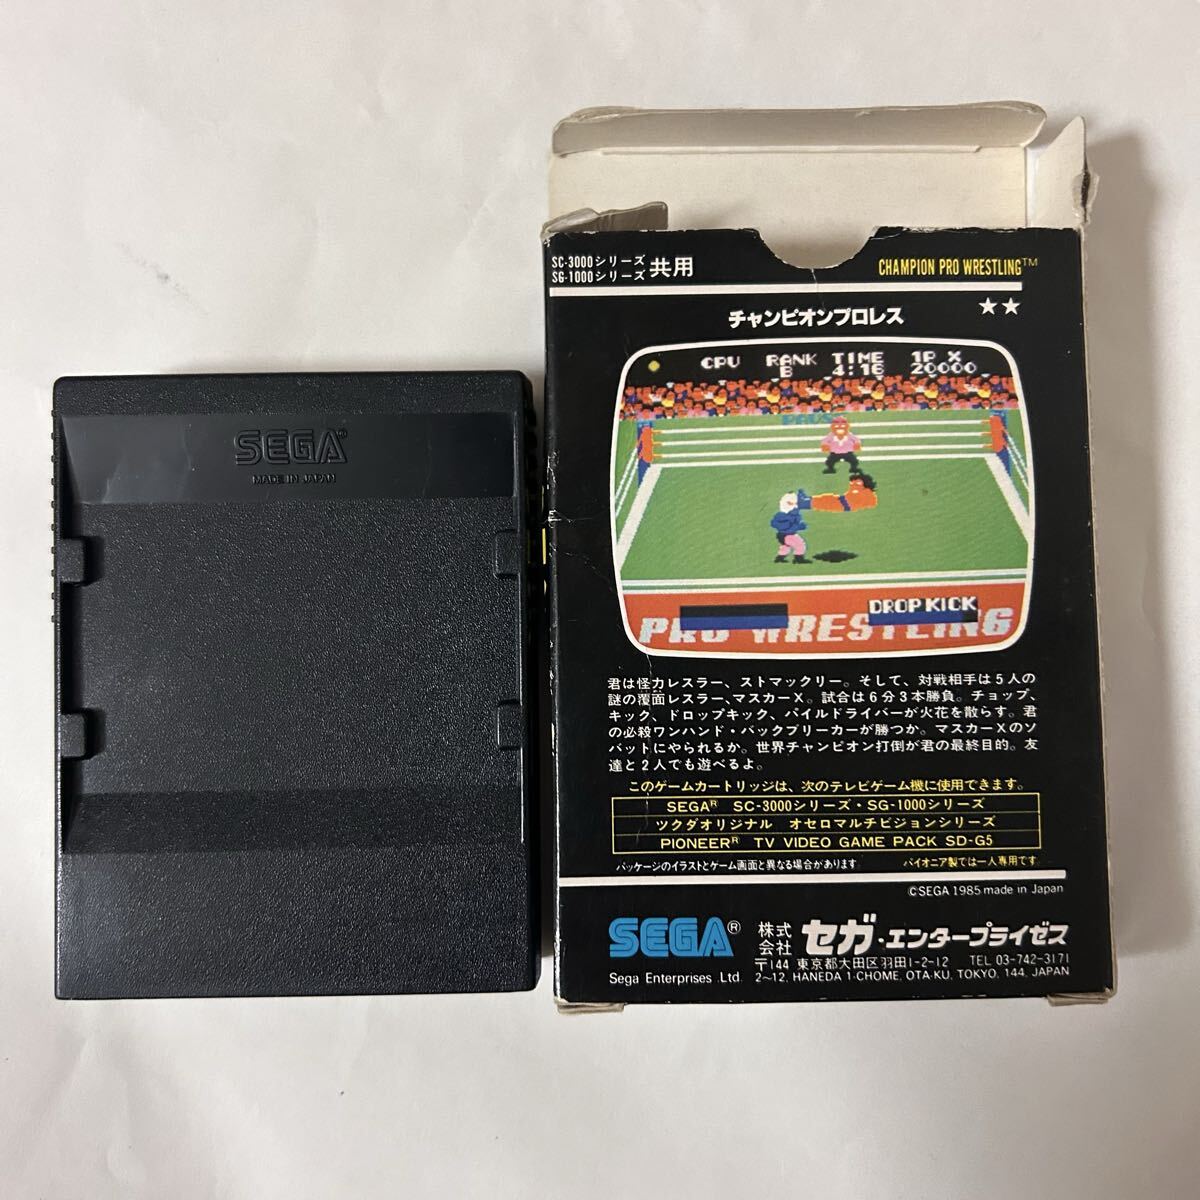 SEGA®
MADE IN JAPAN
SC-3000シリーズ
SG-1000シリーズ 共用
CHAMPION PRO WRESTLING™
★★
チャンピオンプロレス
CPU RANK TIME 1P X
B 4:16 20000
DROP KICK
PRO WRESTLING
君は怪力レスラー、ストマックリー。そして、対戦相手は5人の
謎の覆面レスラー、マスカーX。試合は6分3本勝負。チョップ、
キック、ドロップキック、パイルドライバーが火花を散らす。君
の必殺ワンハンド・バックブリーカーが勝つか。マスカーXのソ
バットにやられるか。世界チャンピオン打倒が君の最終目的。友
達と2人でも遊べるよ。
このゲームカートリッジは、次のテレビゲーム機に使用できます。
SEGA® SC-3000シリーズ・SG-1000シリーズ
ツクダオリジナル オセロマルチビジョンシリーズ
PIONEER® TV VIDEO GAME PACK SD-G5
パッケージのイラストとゲーム画面と異なる場合があります パイオニア製では一人専用です
©SEGA 1985 made in Japan
SEGA®
Sega Enterprises Ltd.
株式会社 セガ・エンタープライゼス
〒144 東京都大田区羽田1-2-12 TEL 03-742-3171
2-12, HANEDA 1-CHOME, OTA-KU, TOKYO, 144, JAPAN